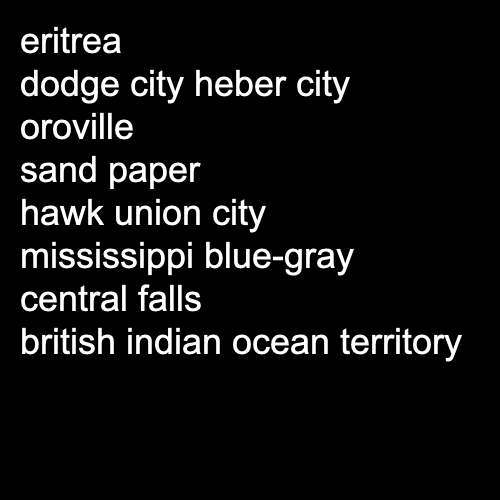 eritrea
dodge city heber city
oroville
sand paper
hawk union city
mississippi blue-gray
central falls
british indian ocean territory